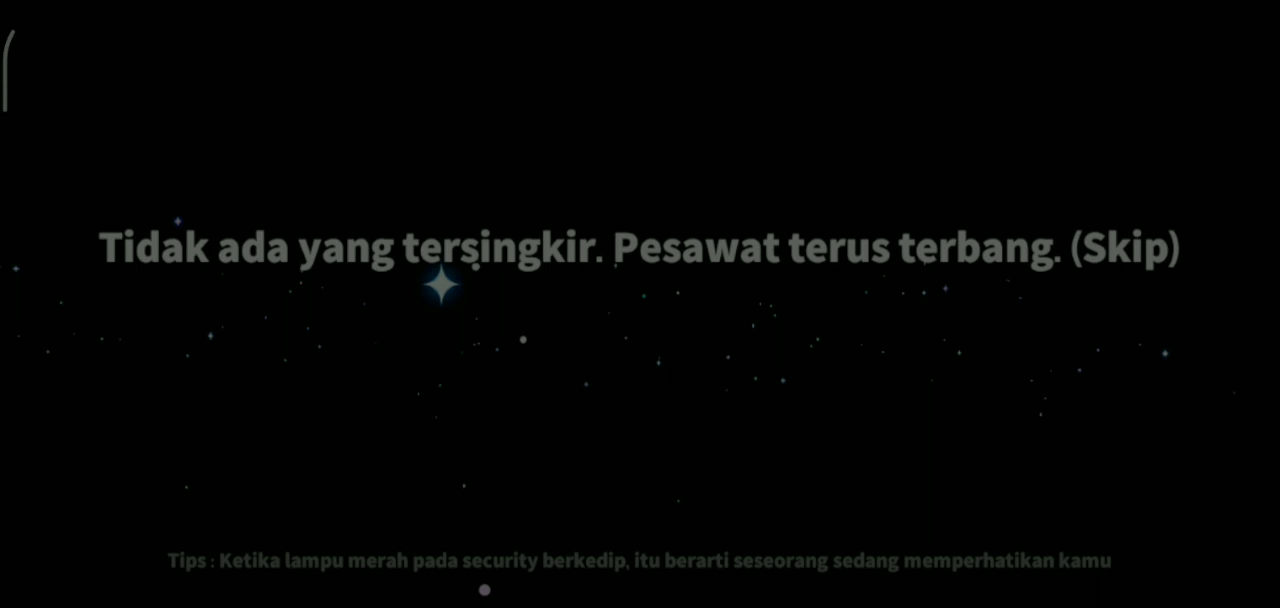 Tidak ada yang tersingkir. Pesawat terus terbang. (Skip)
Tips : Ketika lampu merah pada security berkedip, itu berarti seseorang sedang memperhatikan kamu